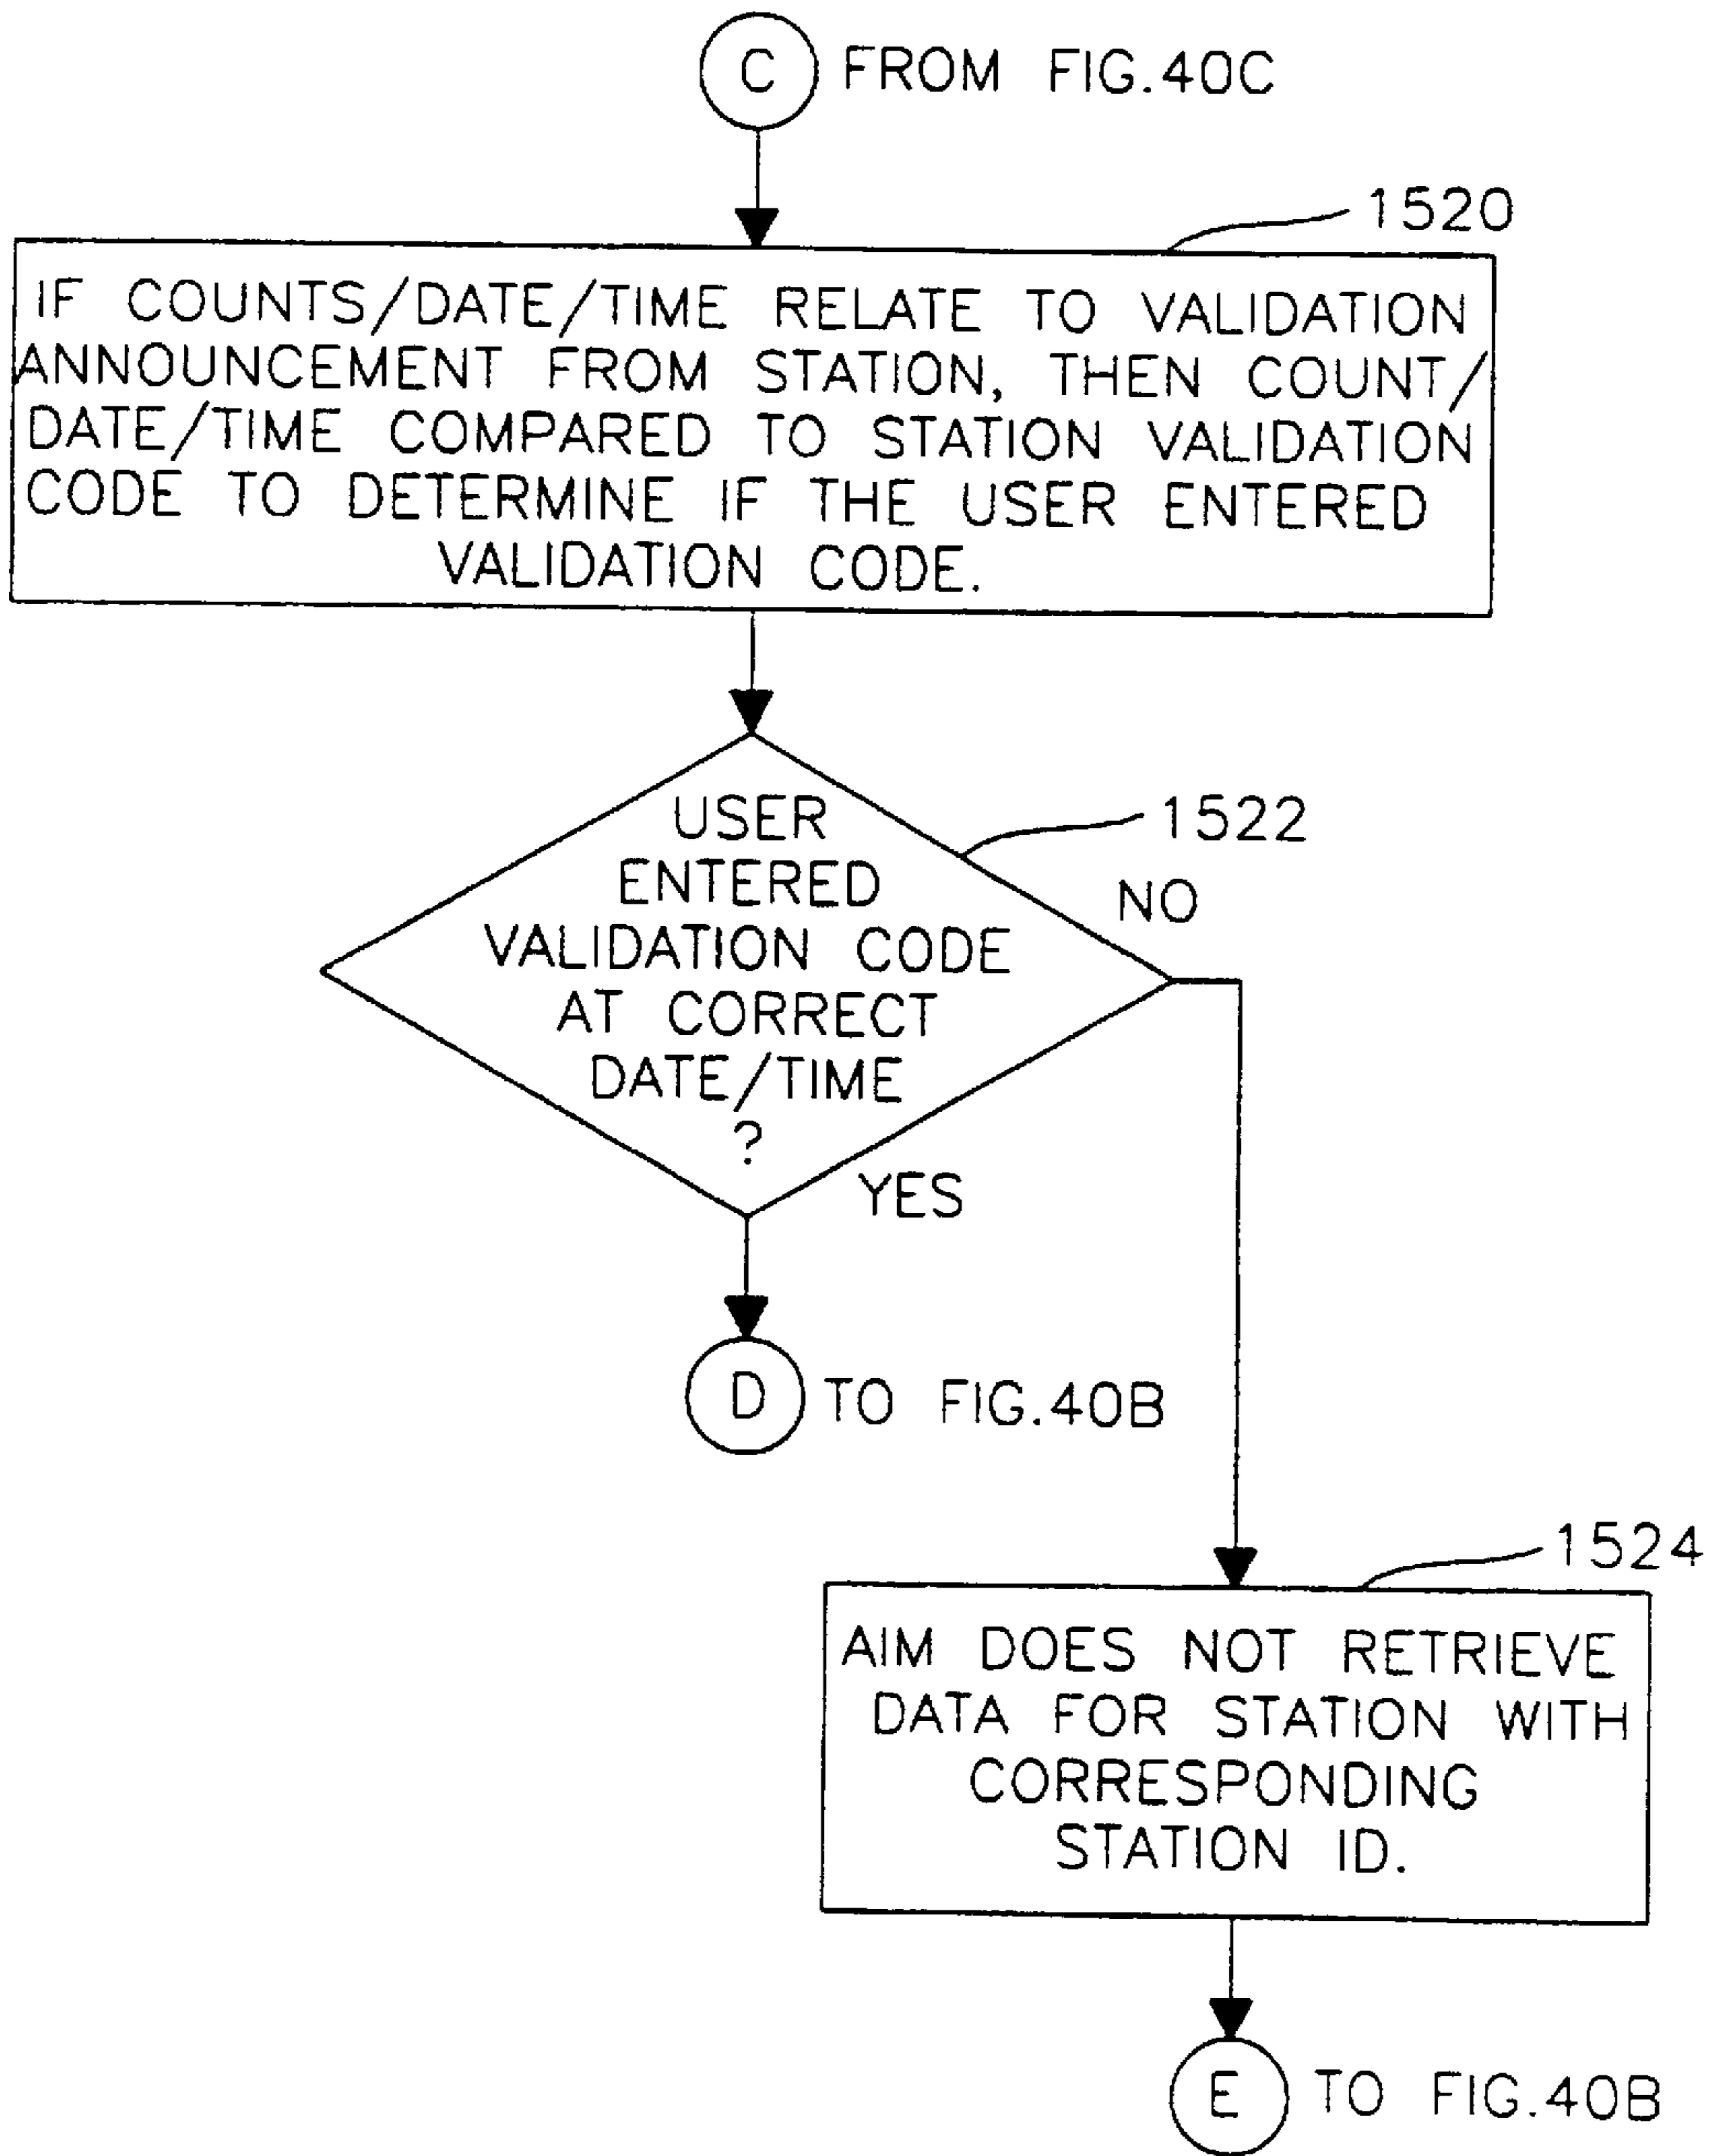 C FROM FIG.40C
1520
IF COUNTS/DATE/TIME RELATE TO VALIDATION
ANNOUNCEMENT FROM STATION, THEN COUNT/
DATE/TIME COMPARED TO STATION VALIDATION
CODE TO DETERMINE IF THE USER ENTERED
VALIDATION CODE.
1522
USER
ENTERED
VALIDATION CODE
AT CORRECT
DATE/TIME
?
NO
YES
D TO FIG.40B
1524
AIM DOES NOT RETRIEVE
DATA FOR STATION WITH
CORRESPONDING
STATION ID.
E TO FIG.40B